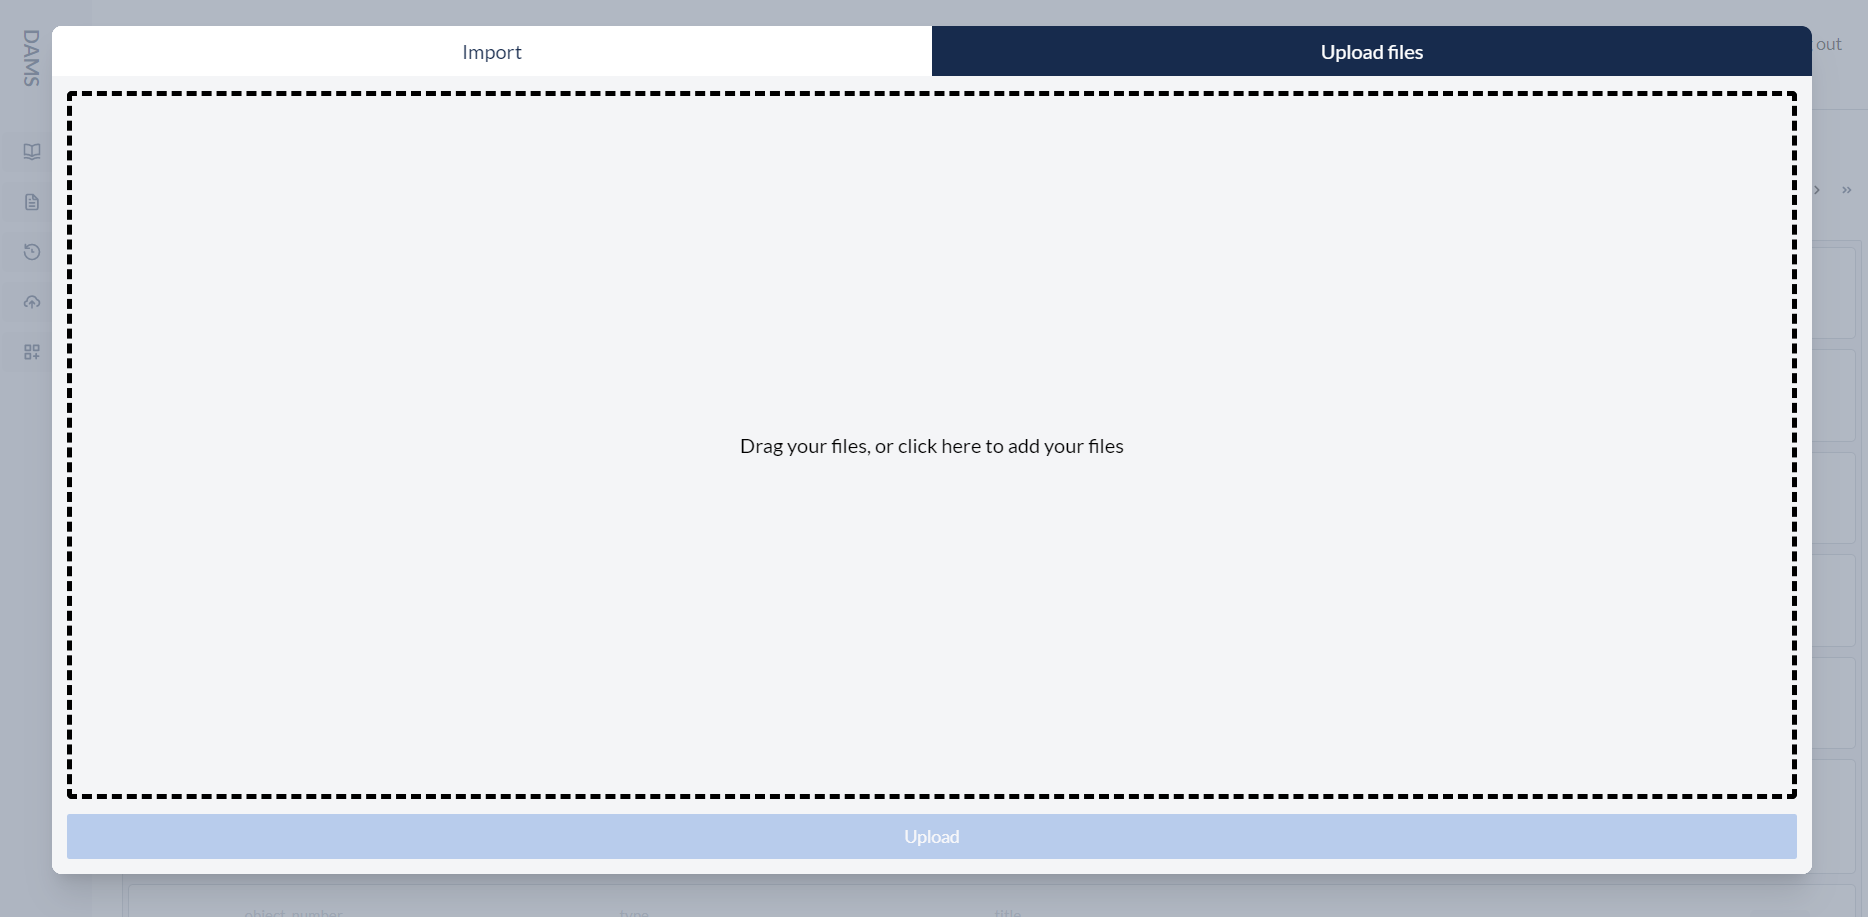 DAMS
Import
Upload files
out
Drag your files, or click here to add your files
Upload
object_number
type
title